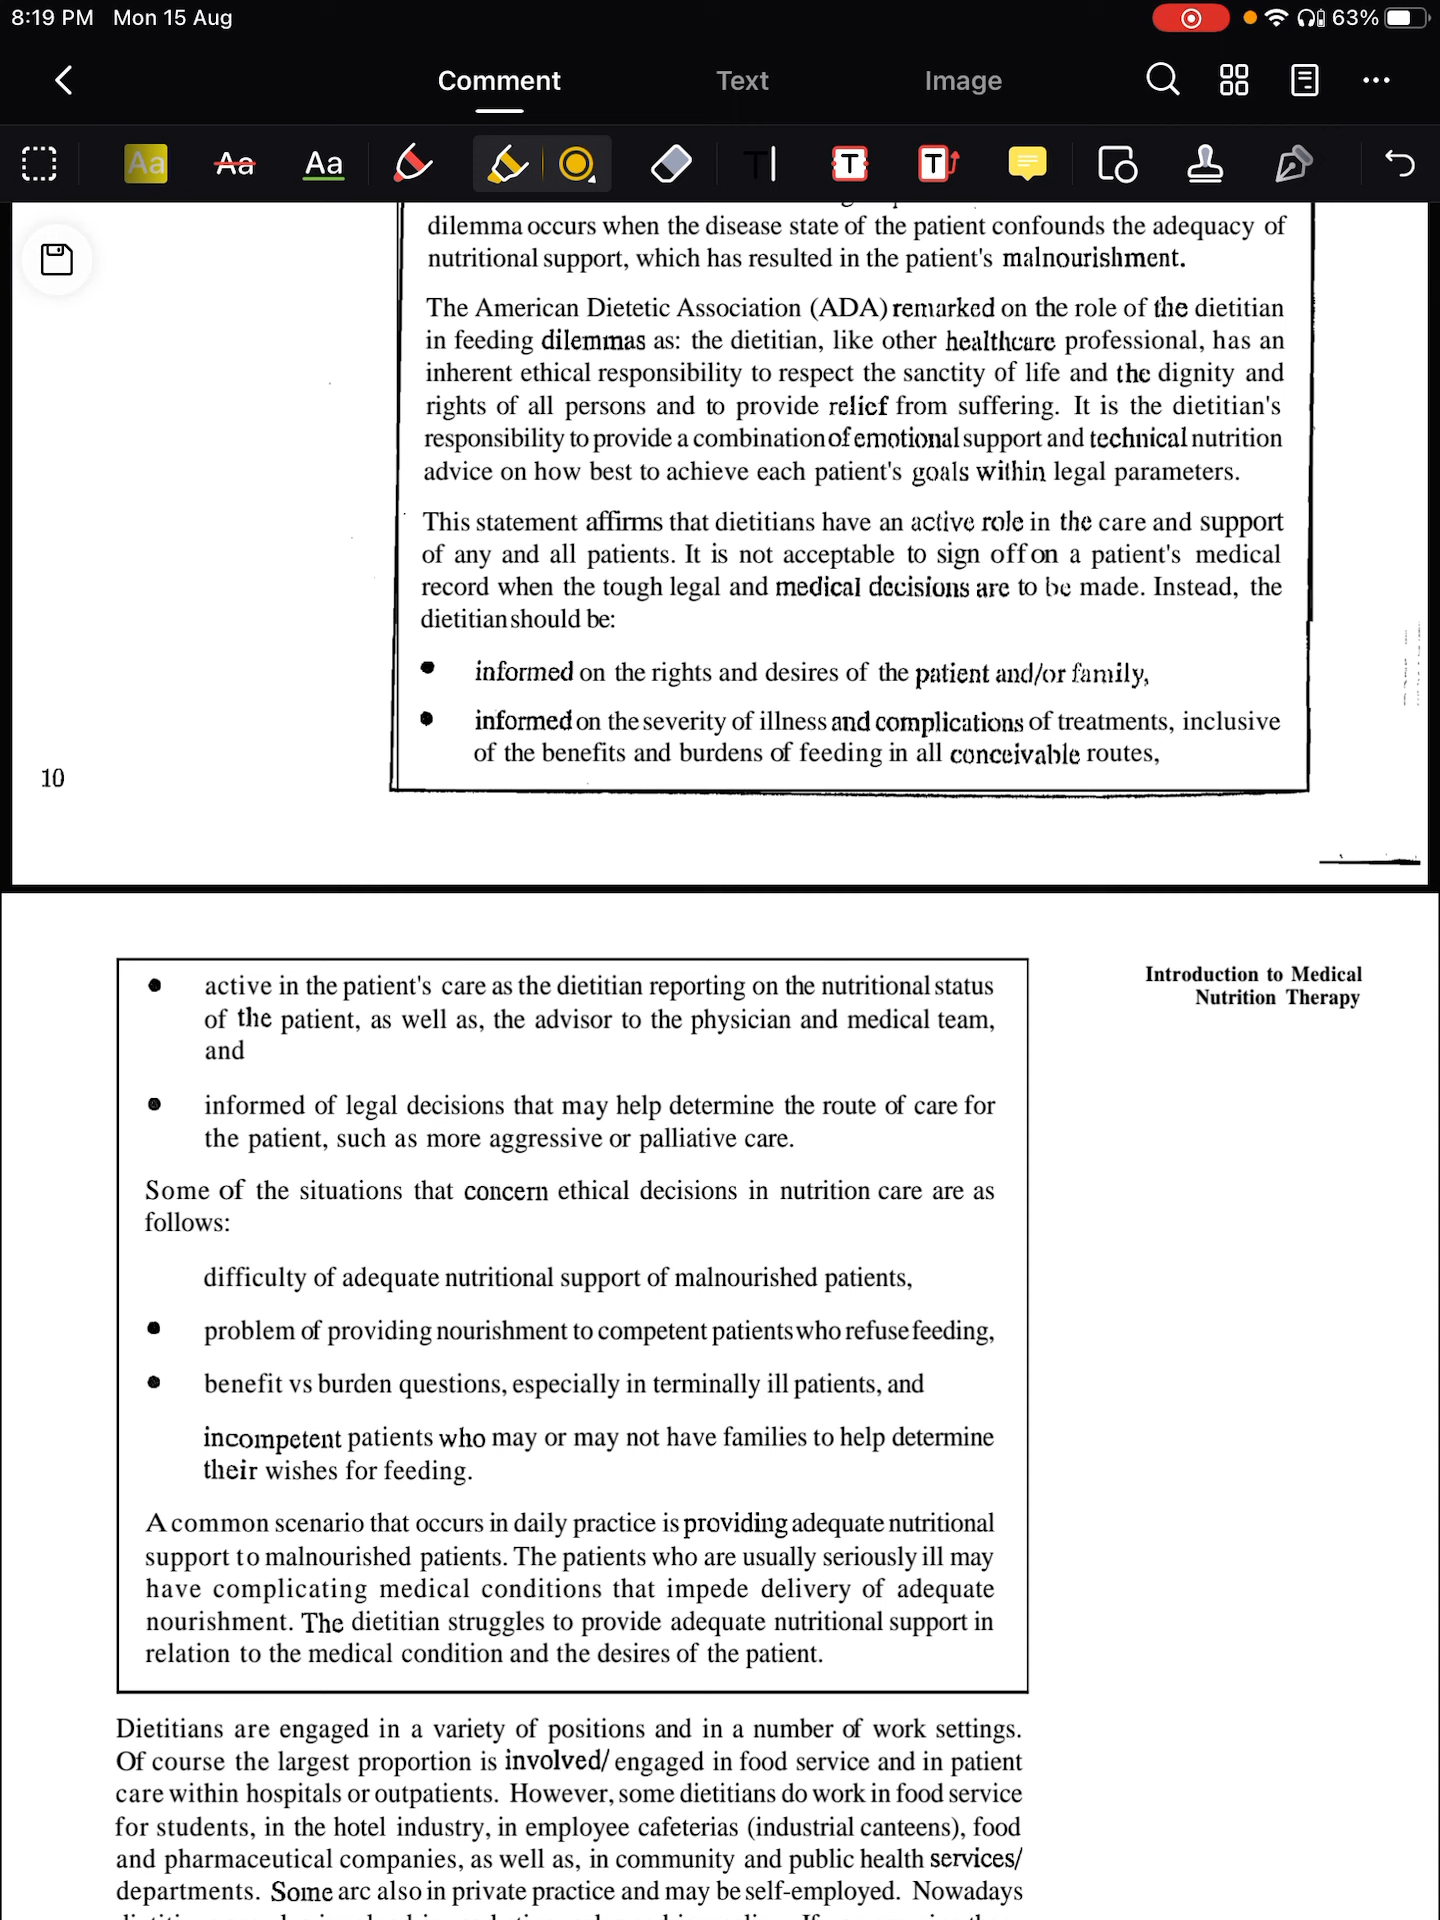 8:19 PM Mon 15 Aug
63%
Comment
Text
Image
Aa Aa Aa T T T
dilemma occurs when the disease state of the patient confounds the adequacy of
nutritional support, which has resulted in the patient's malnourishment.
The American Dietetic Association (ADA) remarked on the role of the dietitian
in feeding dilemmas as: the dietitian, like other healthcare professional, has an
inherent ethical responsibility to respect the sanctity of life and the dignity and
rights of all persons and to provide relief from suffering. It is the dietitian's
responsibility to provide a combination of emotional support and technical nutrition
advice on how best to achieve each patient's goals within legal parameters.
This statement affirms that dietitians have an active role in the care and support
of any and all patients. It is not acceptable to sign off on a patient's medical
record when the tough legal and medical decisions are to be made. Instead, the
dietitian should be:
• informed on the rights and desires of the patient and/or family,
• informed on the severity of illness and complications of treatments, inclusive
of the benefits and burdens of feeding in all conceivable routes,
10
Introduction to Medical
Nutrition Therapy
• active in the patient's care as the dietitian reporting on the nutritional status
of the patient, as well as, the advisor to the physician and medical team,
and
• informed of legal decisions that may help determine the route of care for
the patient, such as more aggressive or palliative care.
Some of the situations that concern ethical decisions in nutrition care are as
follows:
difficulty of adequate nutritional support of malnourished patients,
• problem of providing nourishment to competent patients who refuse feeding,
• benefit vs burden questions, especially in terminally ill patients, and
incompetent patients who may or may not have families to help determine
their wishes for feeding.
A common scenario that occurs in daily practice is providing adequate nutritional
support to malnourished patients. The patients who are usually seriously ill may
have complicating medical conditions that impede delivery of adequate
nourishment. The dietitian struggles to provide adequate nutritional support in
relation to the medical condition and the desires of the patient.
Dietitians are engaged in a variety of positions and in a number of work settings.
Of course the largest proportion is involved/ engaged in food service and in patient
care within hospitals or outpatients. However, some dietitians do work in food service
for students, in the hotel industry, in employee cafeterias (industrial canteens), food
and pharmaceutical companies, as well as, in community and public health services/
departments. Some arc also in private practice and may be self-employed. Nowadays